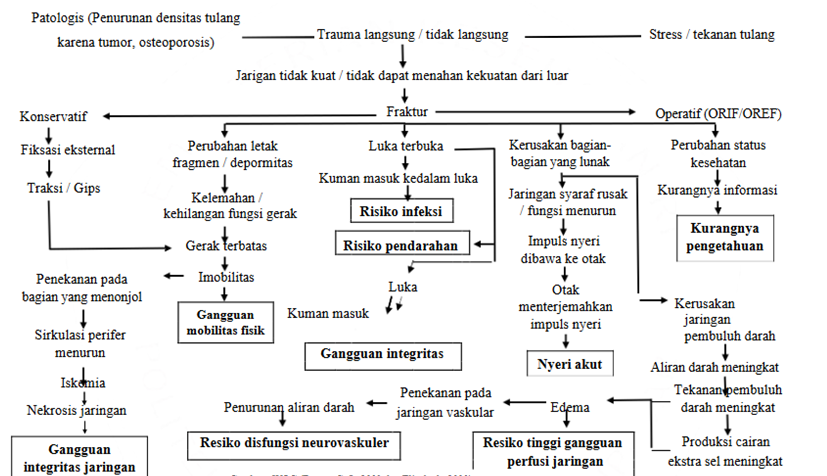 Patologis (Penurunan densitas tulang
karena tumor, osteoporosis)
Trauma langsung / tidak langsung
Stress / tekanan tulang
Jarigan tidak kuat / tidak dapat menahan kekuatan dari luar
Fraktur
Konservatif
Operatif (ORIF/OREF)
Fiksasi eksternal
Traksi / Gips
Perubahan letak
fragmen / depormitas
Kelemahan /
kehilangan fungsi gerak
Gerak terbatas
Imobilitas
Gangguan
mobilitas fisik
Luka terbuka
Kuman masuk kedalam luka
Risiko infeksi
Risiko pendarahan
Luka
Kuman masuk
Gangguan integritas
Kerusakan bagian-
bagian yang lunak
Jaringan syaraf rusak
/ fungsi menurun
Impuls nyeri
dibawa ke otak
Otak
menterjemahkan
impuls nyeri
Nyeri akut
Perubahan status
kesehatan
Kurangnya informasi
Kurangnya
pengetahuan
Penekanan pada
bagian yang menonjol
Sirkulasi perifer
menurun
Iskemia
Nekrosis jaringan
Gangguan
integritas jaringan
Kerusakan
jaringan
pembuluh darah
Aliran darah meningkat
Tekanan pembuluh
darah meningkat
Produksi cairan
ekstra sel meningkat
Edema
Penekanan pada
jaringan vaskular
Penurunan aliran darah
Resiko disfungsi neurovaskuler
Resiko tinggi gangguan
perfusi jaringan